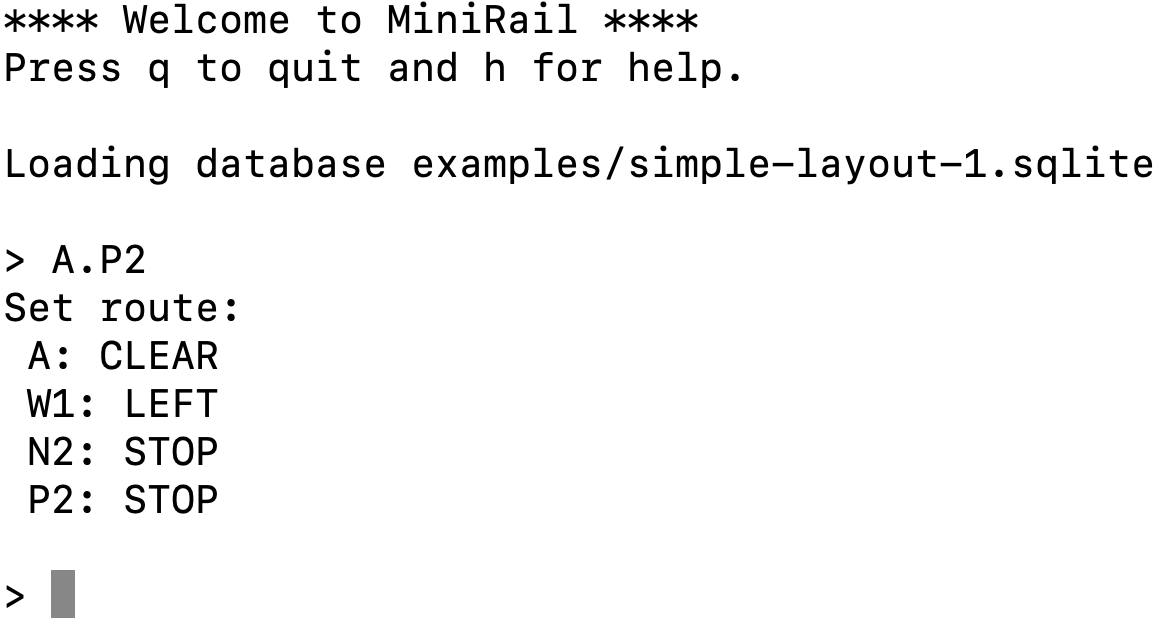 **** Welcome to MiniRail ****
Press q to quit and h for help.
Loading database examples/simple-layout-1.sqlite
> A.P2
Set route:
A: CLEAR
W1: LEFT
N2: STOP
P2: STOP
>